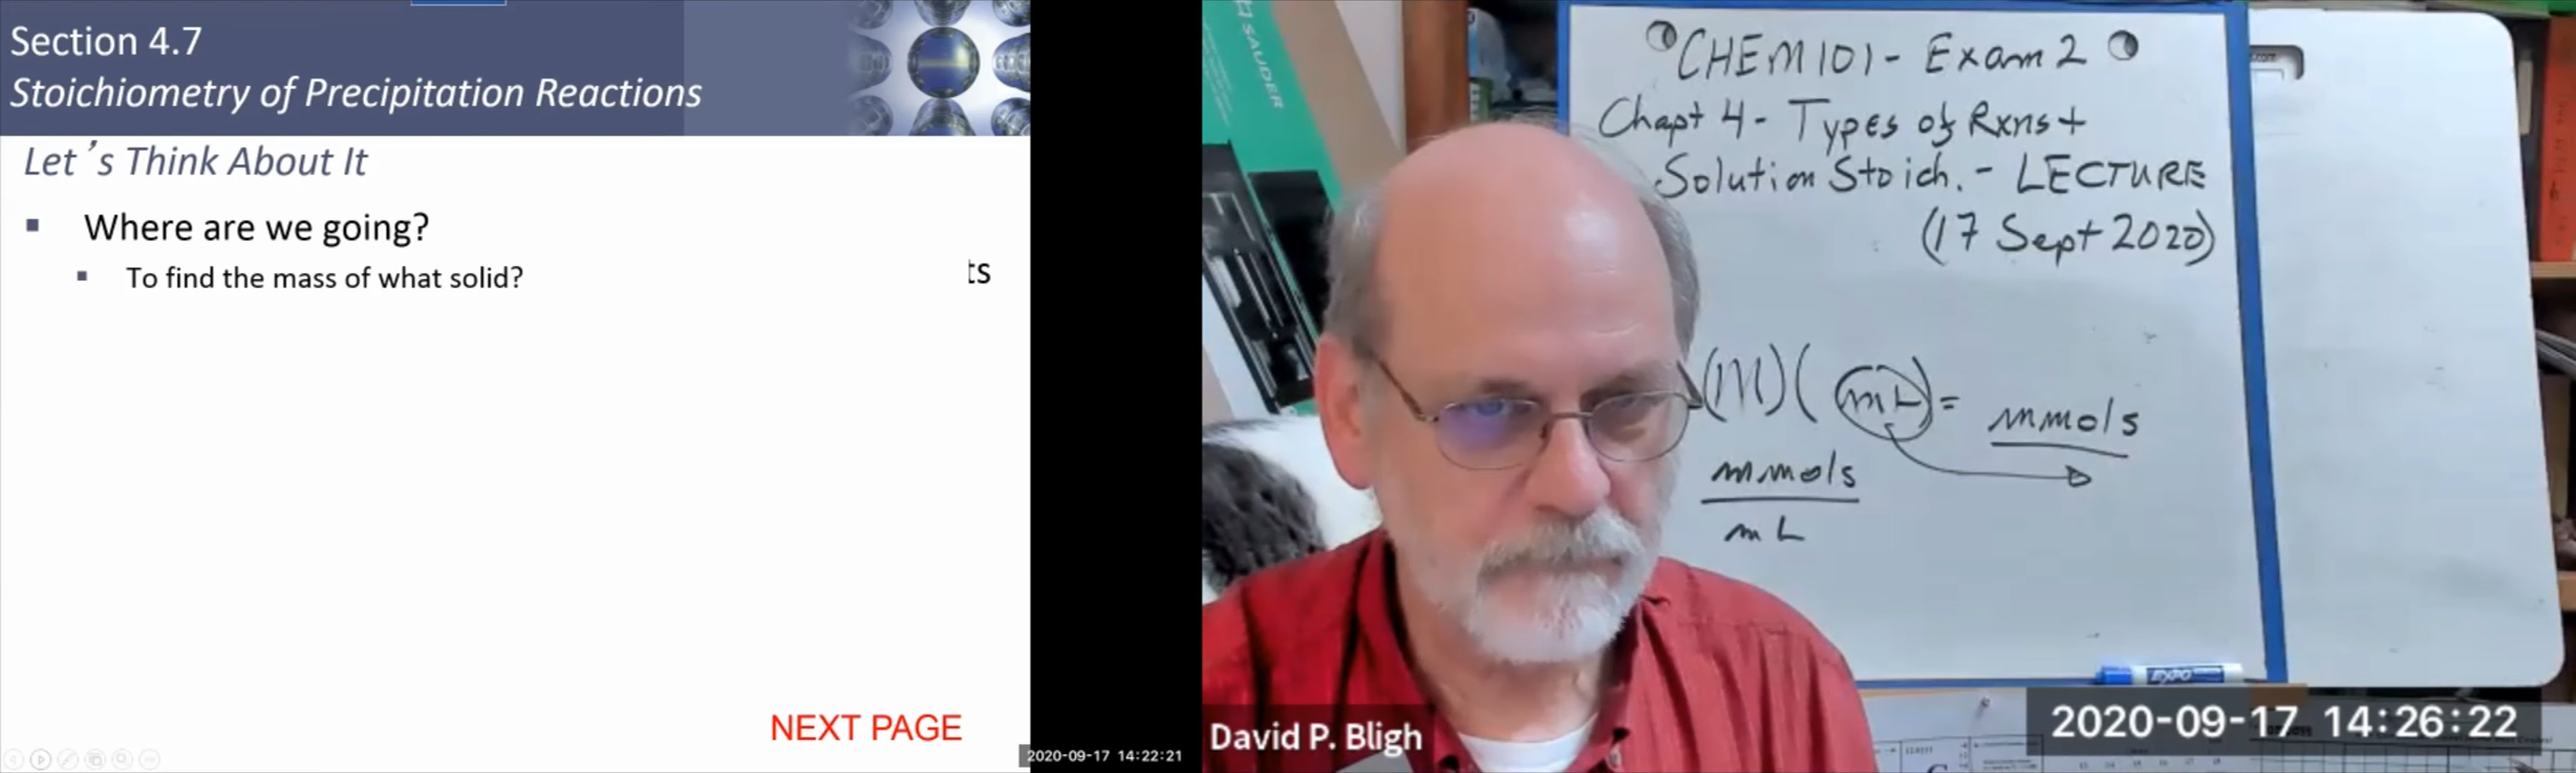 Section 4.7
Stoichiometry of Precipitation Reactions
Let's Think About It
▪ Where are we going?
▪ To find the mass of what solid?
ts
NEXT PAGE
2020-09-17 14:22:21
SAUDER
CHEM 101 - Exam 2
Chapt 4 - Types of Rxns +
Solution Stoich. - LECTURE
(17 Sept 2020)
(M)(mL) = mmols
mmols
mL
EXPO
David P. Bligh
2020-09-17 14:26:22